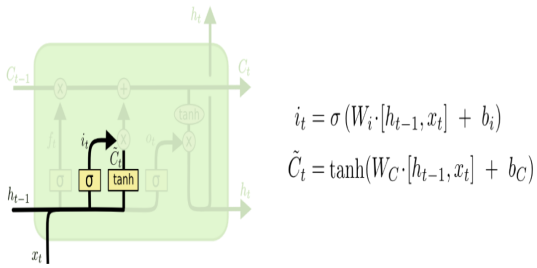 h_t
C_{t-1} × + C_t
tanh
f_t i_t × o_t ×
C̃_t
σ σ tanh σ
h_{t-1} h_t
x_t
i_t = σ(W_i·[h_{t-1}, x_t] + b_i)
C̃_t = tanh(W_C·[h_{t-1}, x_t] + b_C)